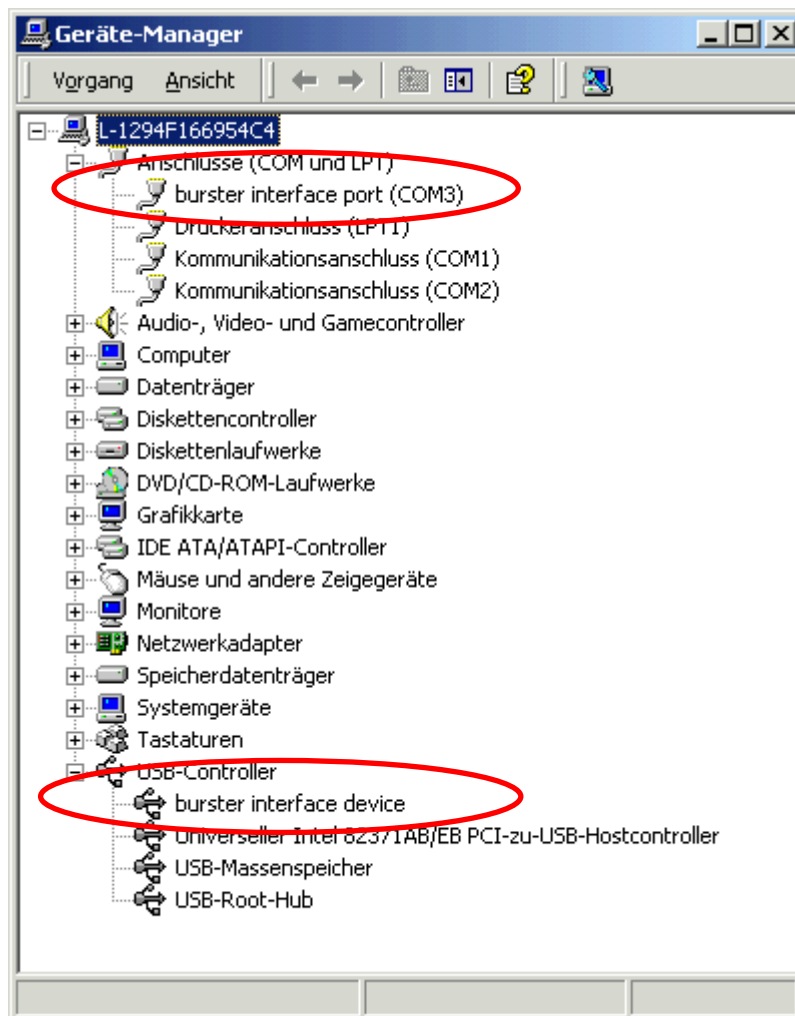 Geräte-Manager
Vorgang Ansicht
L-1294F166954C4
Anschlüsse (COM und LPT)
burster interface port (COM3)
Druckeranschluss (LPT1)
Kommunikationsanschluss (COM1)
Kommunikationsanschluss (COM2)
Audio-, Video- und Gamecontroller
Computer
Datenträger
Diskettencontroller
Diskettenlaufwerke
DVD/CD-ROM-Laufwerke
Grafikkarte
IDE ATA/ATAPI-Controller
Mäuse und andere Zeigegeräte
Monitore
Netzwerkadapter
Speicherdatenträger
Systemgeräte
Tastaturen
USB-Controller
burster interface device
Universeller Intel 82371AB/EB PCI-zu-USB-Hostcontroller
USB-Massenspeicher
USB-Root-Hub